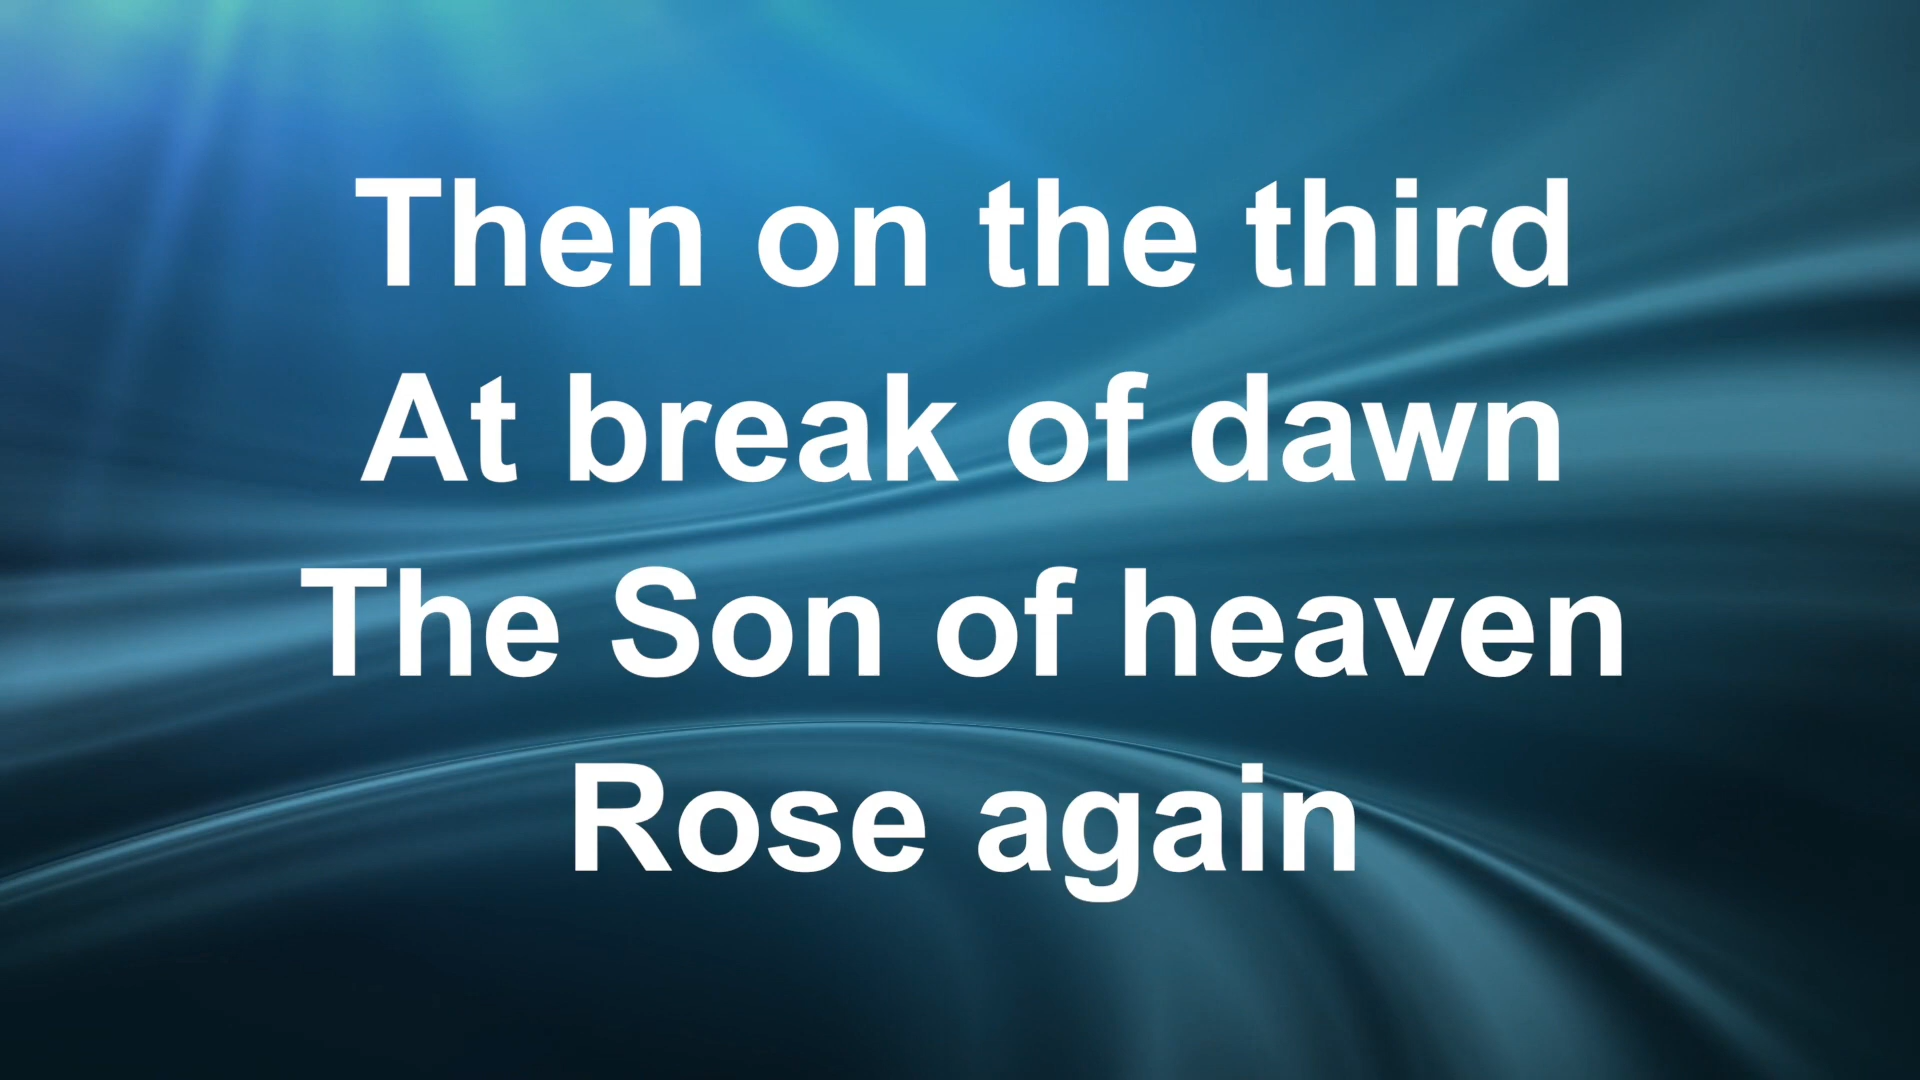 Then on the third
At break of dawn
The Son of heaven
Rose again